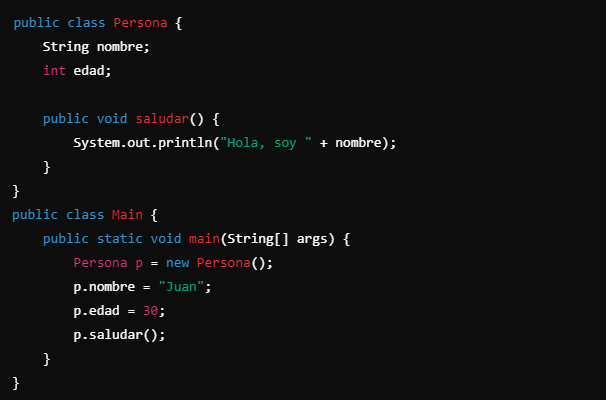 public class Persona {
    String nombre;
    int edad;

    public void saludar() {
        System.out.println("Hola, soy " + nombre);
    }
}
public class Main {
    public static void main(String[] args) {
        Persona p = new Persona();
        p.nombre = "Juan";
        p.edad = 30;
        p.saludar();
    }
}